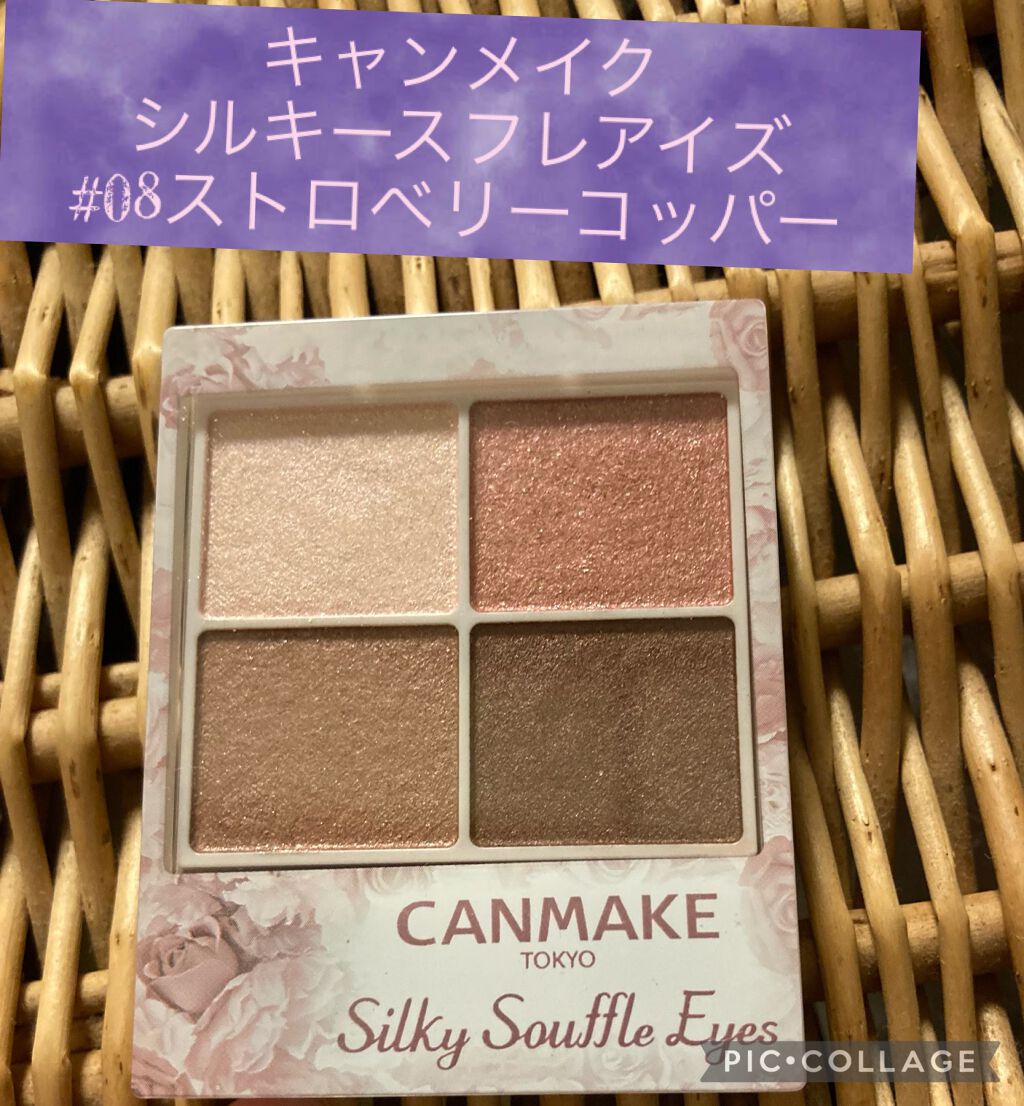 キャンメイク
シルキースフレアイズ
#08ストロベリーコッパー
CANMAKE
TOKYO
Silky Souffle Eyes
PIC•COLLAGE